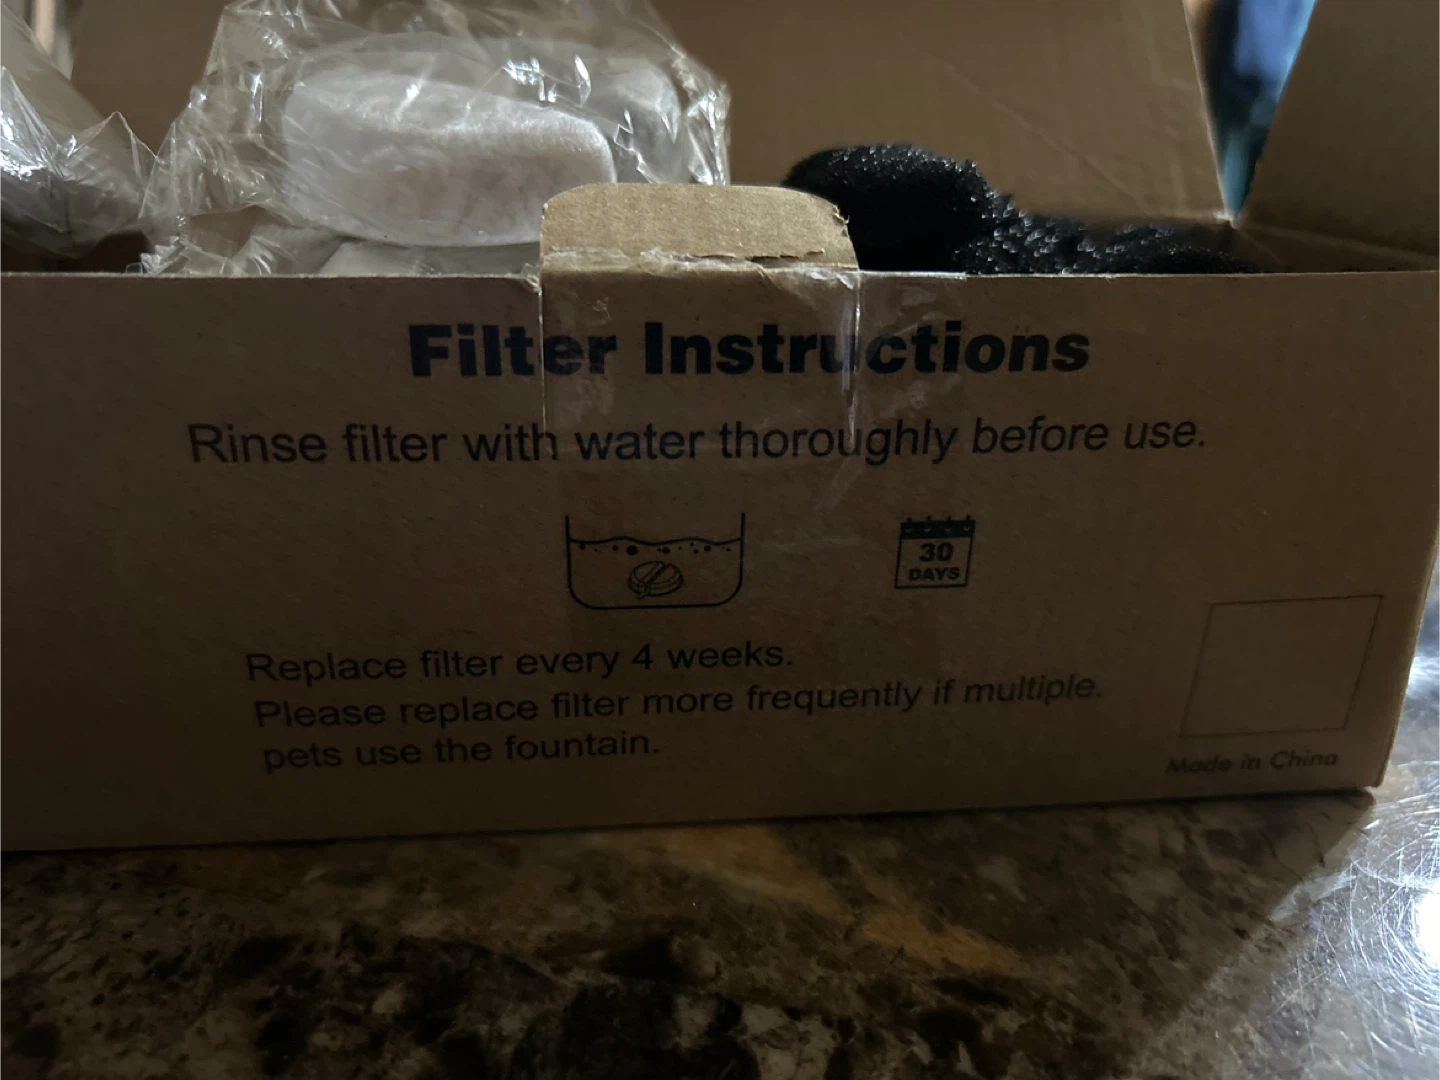 Filter Instructions
Rinse filter with water thoroughly before use.
30
DAYS
Replace filter every 4 weeks.
Please replace filter more frequently if multiple.
pets use the fountain.
Made in China